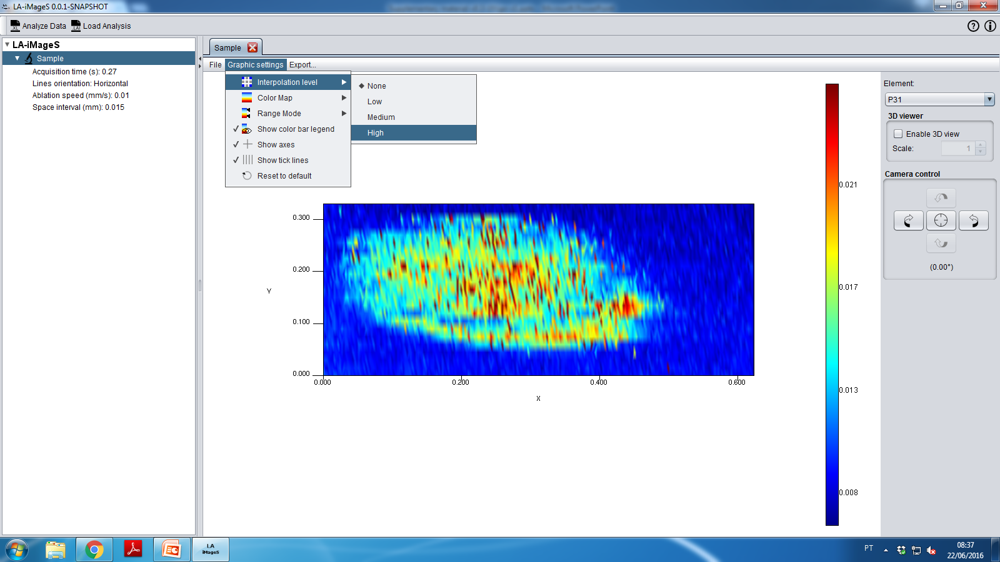 LA-iMageS 0.0.1-SNAPSHOT
Analyze Data
Load Analysis
LA-iMageS
Sample
Acquisition time (s): 0.27
Lines orientation: Horizontal
Ablation speed (mm/s): 0.01
Space interval (mm): 0.015
Sample
File
Graphic settings
Export...
Interpolation level
Color Map
Range Mode
Show color bar legend
Show axes
Show tick lines
Reset to default
None
Low
Medium
High
0.300
0.200
0.100
0.000
Y
0.000
0.200
0.400
0.600
X
0.021
0.017
0.013
0.008
Element:
P31
3D viewer
Enable 3D view
Scale:
1
Camera control
(0.00°)
LA
iMageS
PT
08:37
22/06/2016